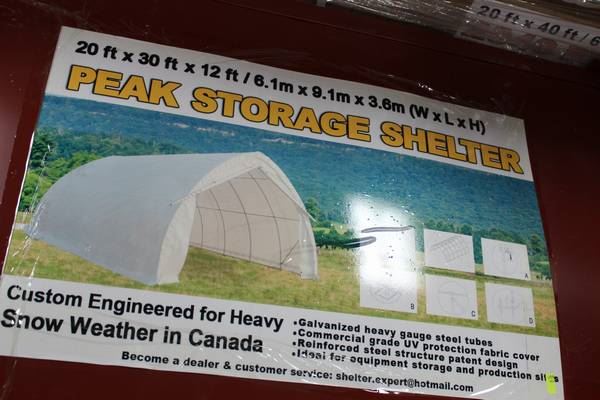 20 ft x 40 ft / 6
20 ft x 30 ft x 12 ft / 6.1m x 9.1m x 3.6m (W x L x H)
PEAK STORAGE SHELTER
A
B
C
D
Custom Engineered for Heavy
Snow Weather in Canada
•Galvanized heavy gauge steel tubes
•Commercial grade UV protection fabric cover
•Reinforced steel structure patent design
•Ideal for equipment storage and production sites
Become a dealer & customer service: shelter.expert@hotmail.com